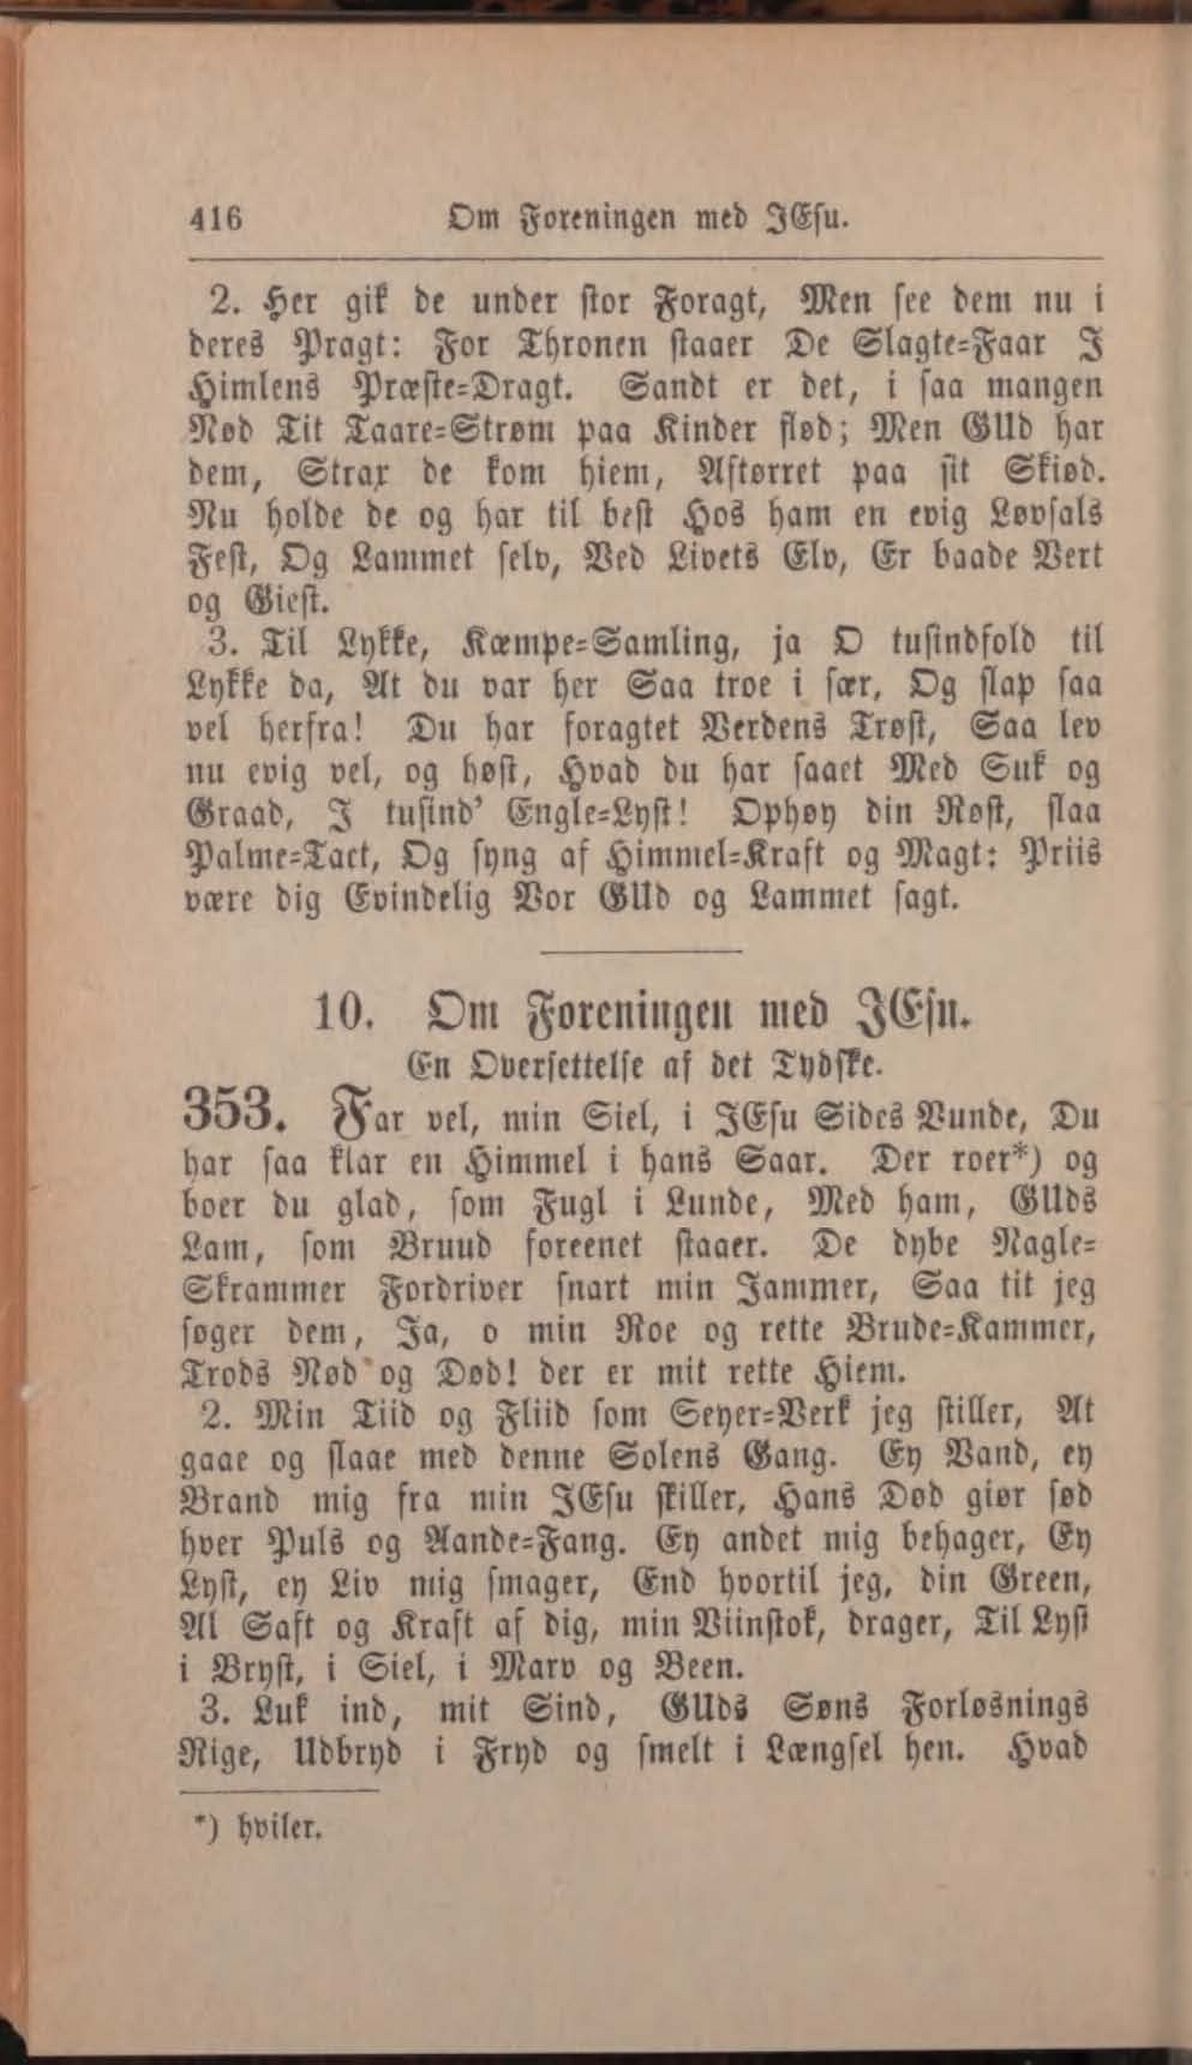 416 Om Foreningen med JEsu.
2. Her gik de under stor Foragt, Men see dem nu i
deres Pragt: For Thronen staaer De Slagte-Faar I
Himlens Præste-Dragt. Sandt er det, i saa mangen
Nød Tit Taare-Strøm paa Kinder flød; Men GUd har
dem, Strax de kom hiem, Aftørret paa sit Skiød.
Nu holde de og har til best Hos ham en evig Løvsals
Fest, Og Lammet selv, Ved Livets Elv, Er baade Vert
og Giest.
3. Til Lykke, Kæmpe-Samling, ja O tusindfold til
Lykke da, At du var her Saa troe i sær, Og slap saa
vel herfra! Du har foragtet Verdens Trøst, Saa lev
nu evig vel, og høst, Hvad du har saaet Med Suk og
Graad, I tusind' Engle-Lyst! Ophøy din Røst, slaa
Palme-Tact, Og syng af Himmel-Kraft og Magt: Priis
være dig Evindelig Vor GUd og Lammet sagt.
10. Om Foreningen med JEsu.
En Oversettelse af det Tydske.
353. Far vel, min Siel, i JEsu Sides Vunde, Du
har saa klar en Himmel i hans Saar. Der roer*) og
boer du glad, som Fugl i Lunde, Med ham, GUds
Lam, som Bruud foreenet staaer. De dybe Nagle-
Skrammer Fordriver snart min Jammer, Saa tit jeg
søger dem, Ja, o min Roe og rette Brude-Kammer,
Trods Nød og Død! der er mit rette Hiem.
2. Min Tiid og Fliid som Seyer-Verk jeg stiller, At
gaae og slaae med denne Solens Gang. Ey Vand, ey
Brand mig fra min JEsu skiller, Hans Død giør sød
hver Puls og Aande-Fang. Ey andet mig behager, Ey
Lyst, ey Liv mig smager, End hvortil jeg, din Green,
Al Saft og Kraft af dig, min Viinstok, drager, Til Lyst
i Bryst, i Siel, i Marv og Been.
3. Luk ind, mit Sind, GUds Søns Forløsnings
Rige, Udbryd i Fryd og smelt i Længsel hen. Hvad
*) hviler.